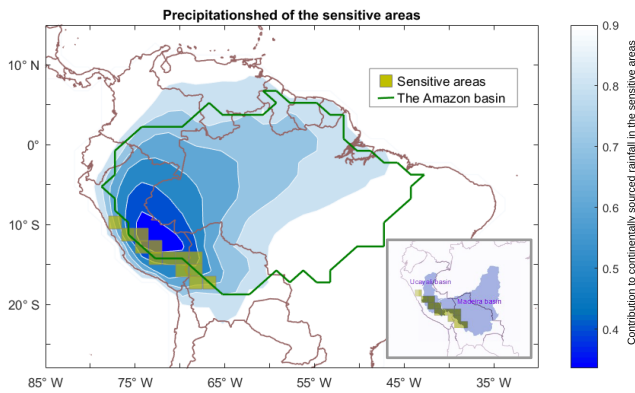 Precipitationshed of the sensitive areas
10° N
0°
10° S
20° S
85° W
75° W
65° W
55° W
45° W
35° W
Sensitive areas
The Amazon basin
Ucayali basin
Madeira basin
0.9
0.8
0.7
0.6
0.5
0.4
Contribution to continentally sourced rainfall in the sensitive areas